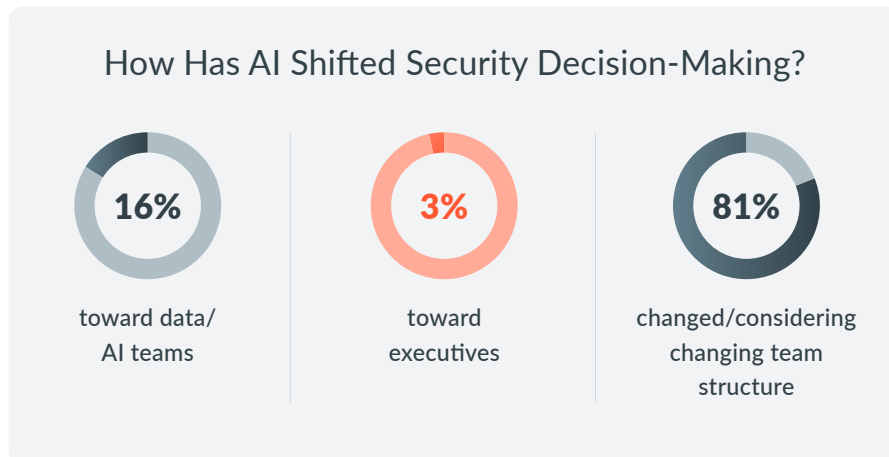 How Has AI Shifted Security Decision-Making?
16%
toward data/
AI teams
3%
toward
executives
81%
changed/considering
changing team
structure